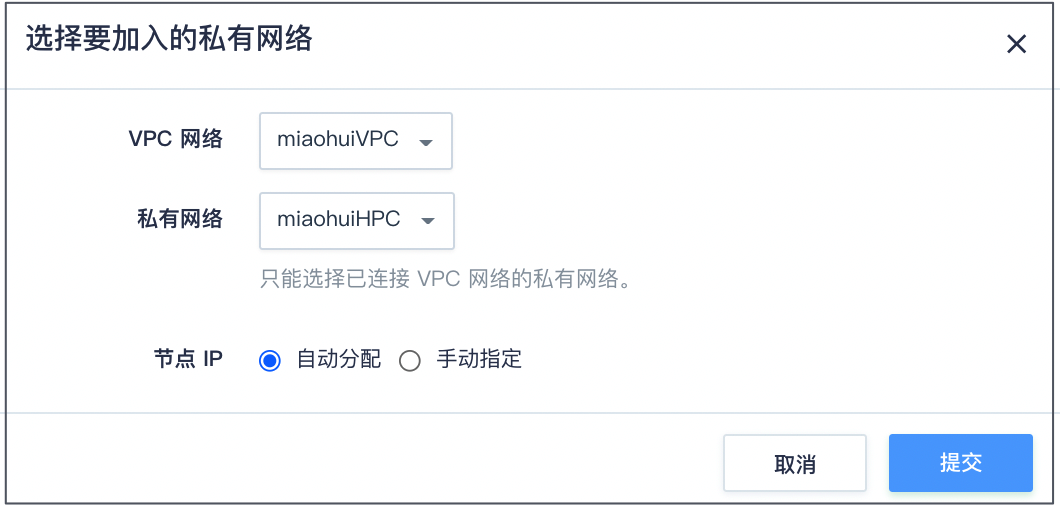 选择要加入的私有网络
VPC 网络 miaohuiVPC
私有网络 miaohuiHPC
只能选择已连接 VPC 网络的私有网络。
节点 IP 自动分配 手动指定
取消 提交